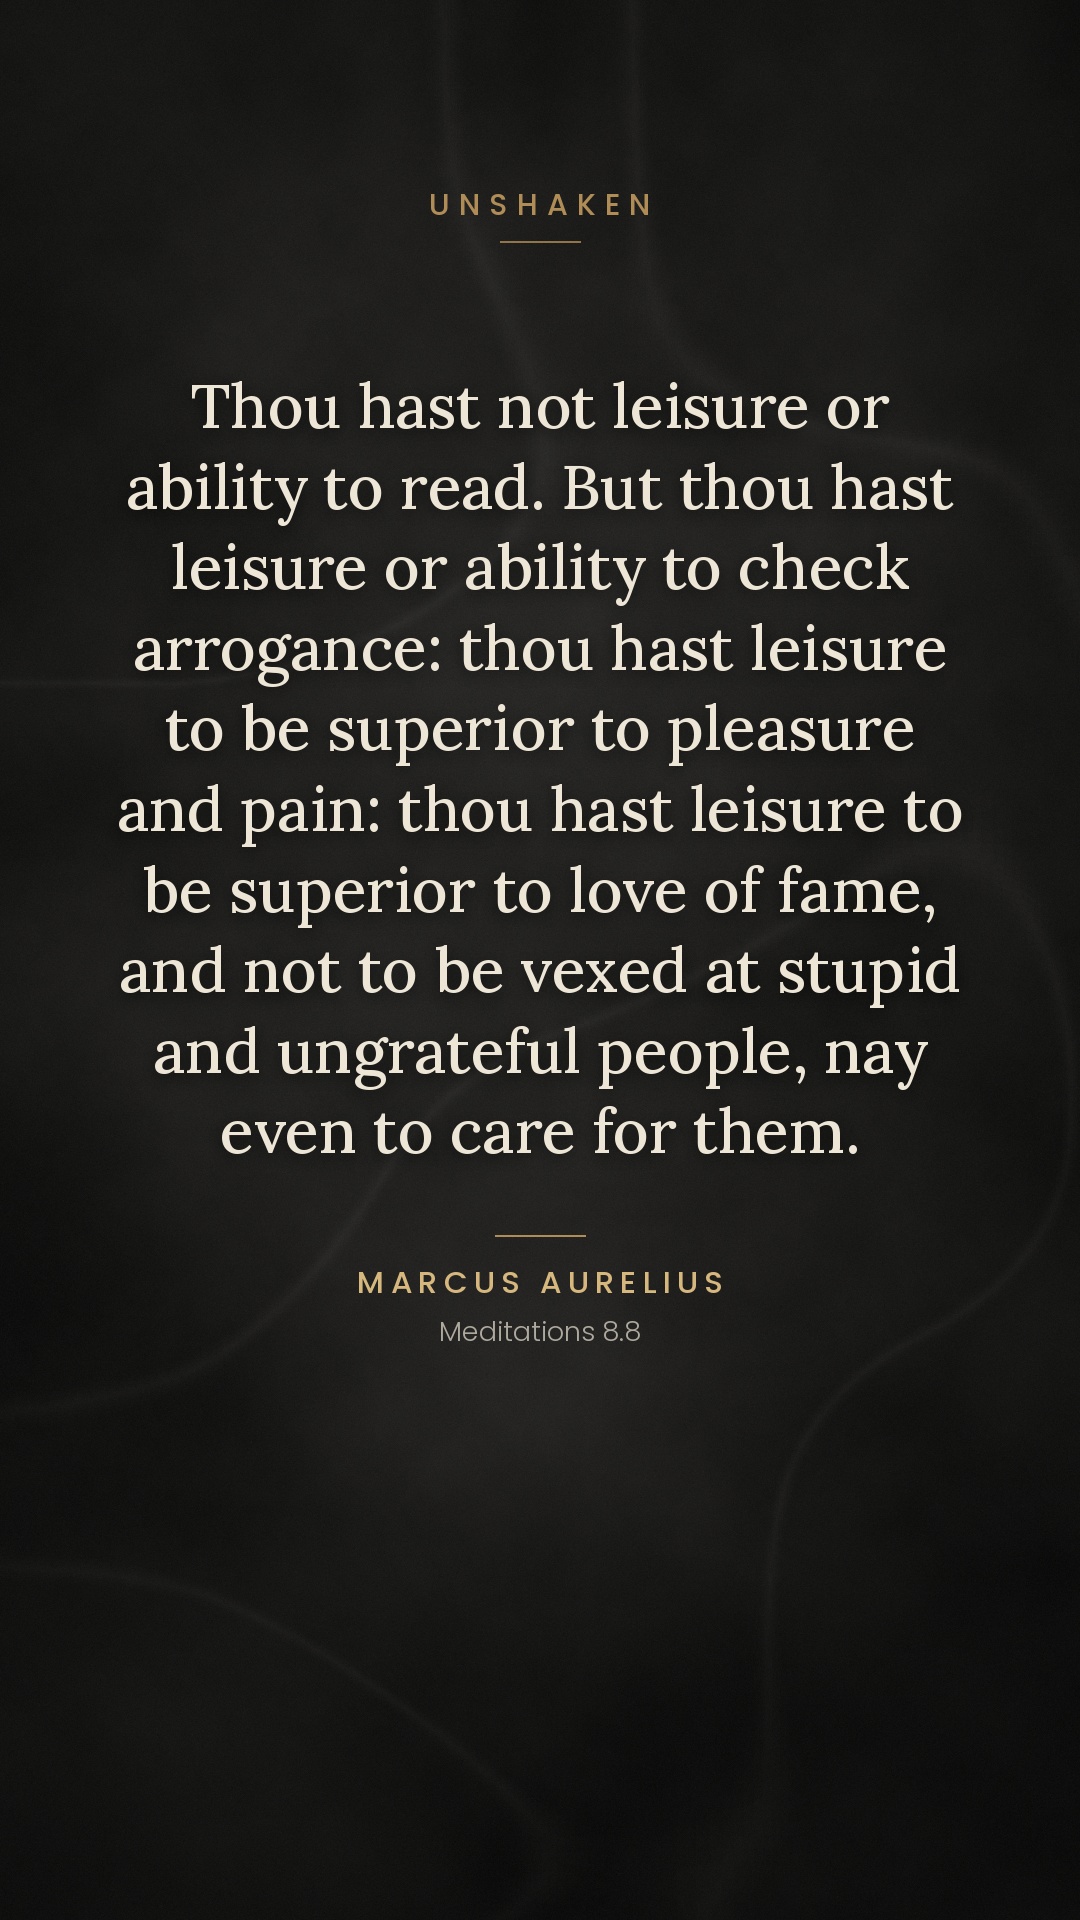 UNSHAKEN
Thou hast not leisure or
ability to read. But thou hast
leisure or ability to check
arrogance: thou hast leisure
to be superior to pleasure
and pain: thou hast leisure to
be superior to love of fame,
and not to be vexed at stupid
and ungrateful people, nay
even to care for them.
MARCUS AURELIUS
Meditations 8.8